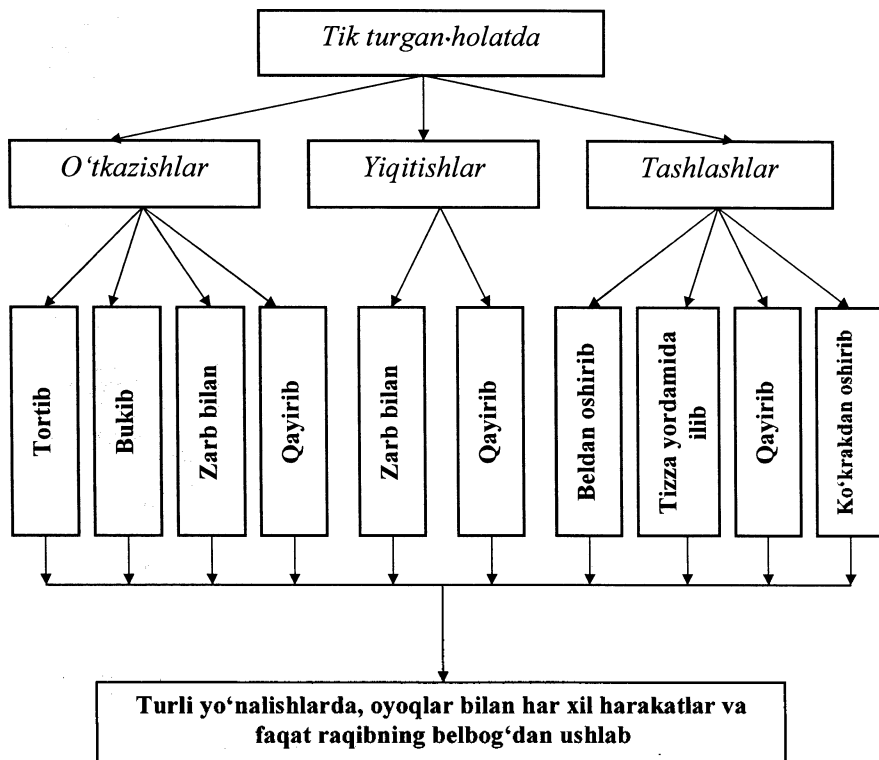 Tik turgan·holatda
O‘tkazishlar
Yiqitishlar
Tashlashlar
Tortib
Bukib
Zarb bilan
Qayirib
Zarb bilan
Qayirib
Beldan oshirib
Tizza yordamida
ilib
Qayirib
Ko‘krakdan oshirib
Turli yo‘nalishlarda, oyoqlar bilan har xil harakatlar va
faqat raqibning belbog‘dan ushlab